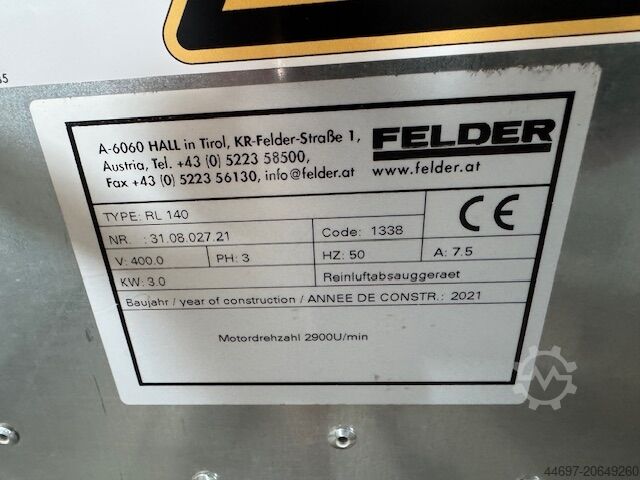 A-6060 HALL in Tirol, KR-Felder-Straße 1,
Austria, Tel. +43 (0) 5223 58500,
Fax +43 (0) 5223 56130, info@felder.at
FELDER
www.felder.at
TYPE: RL 140
NR. : 31.08.027.21 Code: 1338
V: 400.0 PH: 3 HZ: 50 A: 7.5
KW: 3.0 Reinluftabsauggeraet
Baujahr / year of construction / ANNEE DE CONSTR.: 2021
Motordrehzahl 2900U/min
CE
44697-20649260